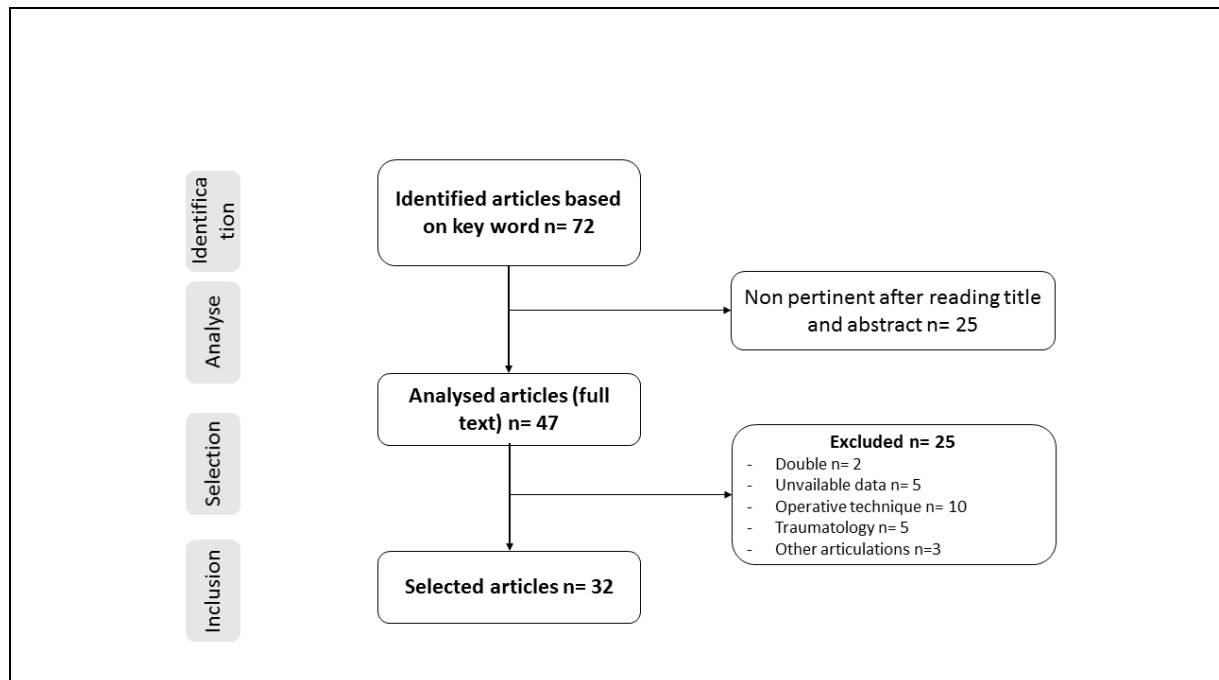 Identifica
tion
Identified articles based
on key word n= 72
Analyse
Non pertinent after reading title
and abstract n= 25
Analysed articles (full
text) n= 47
Selection
Excluded n= 25
- Double n= 2
- Unvailable data n= 5
- Operative technique n= 10
- Traumatology n= 5
- Other articulations n=3
Inclusion
Selected articles n= 32